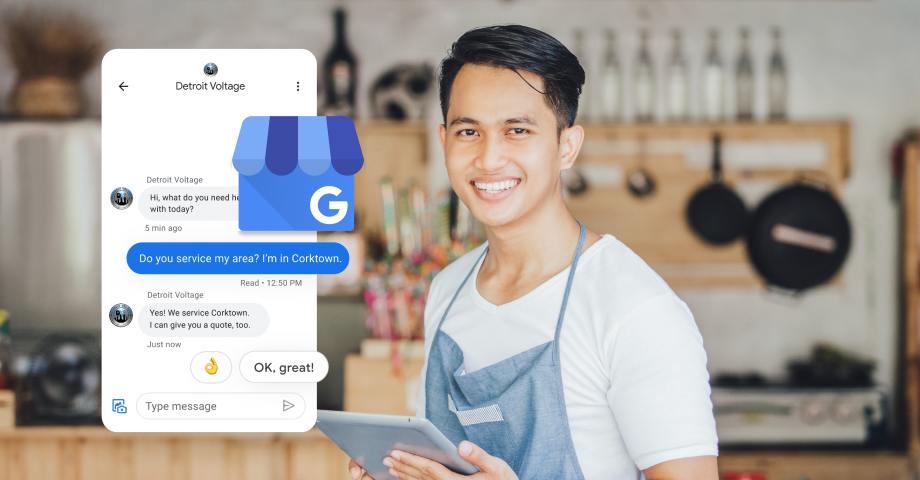 Detroit Voltage
Detroit Voltage
Hi, what do you need he
with today?
5 min ago
G
Do you service my area? I'm in Corktown.
Read • 12:50 PM
Detroit Voltage
Yes! We service Corktown.
I can give you a quote, too.
Just now
OK, great!
Type message